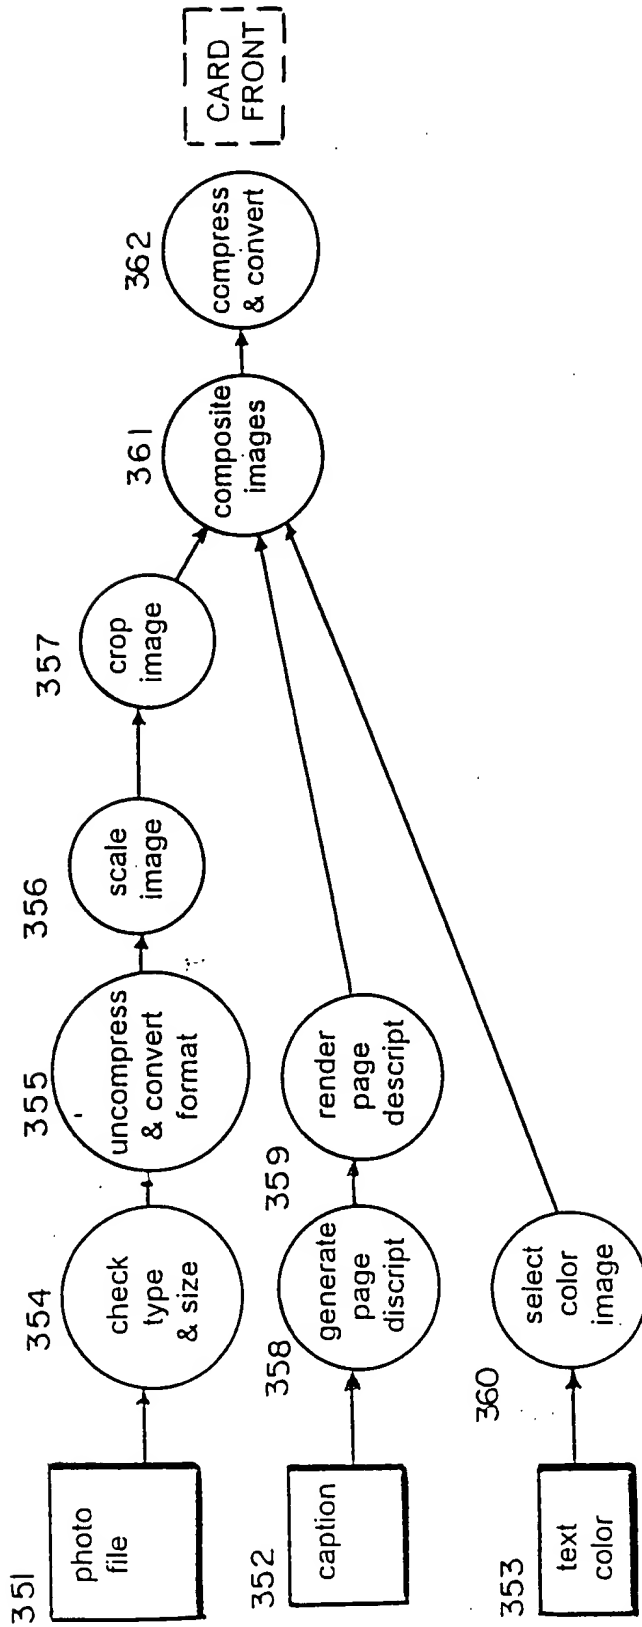 351
photo
file
354
check
type
& size
355
uncompress
& convert
format
356
scale
image
357
crop
image
352
caption
358
generate
page
discript
359
render
page
descript
353
text
color
360
select
color
image
361
composite
images
362
compress
& convert
CARD
FRONT